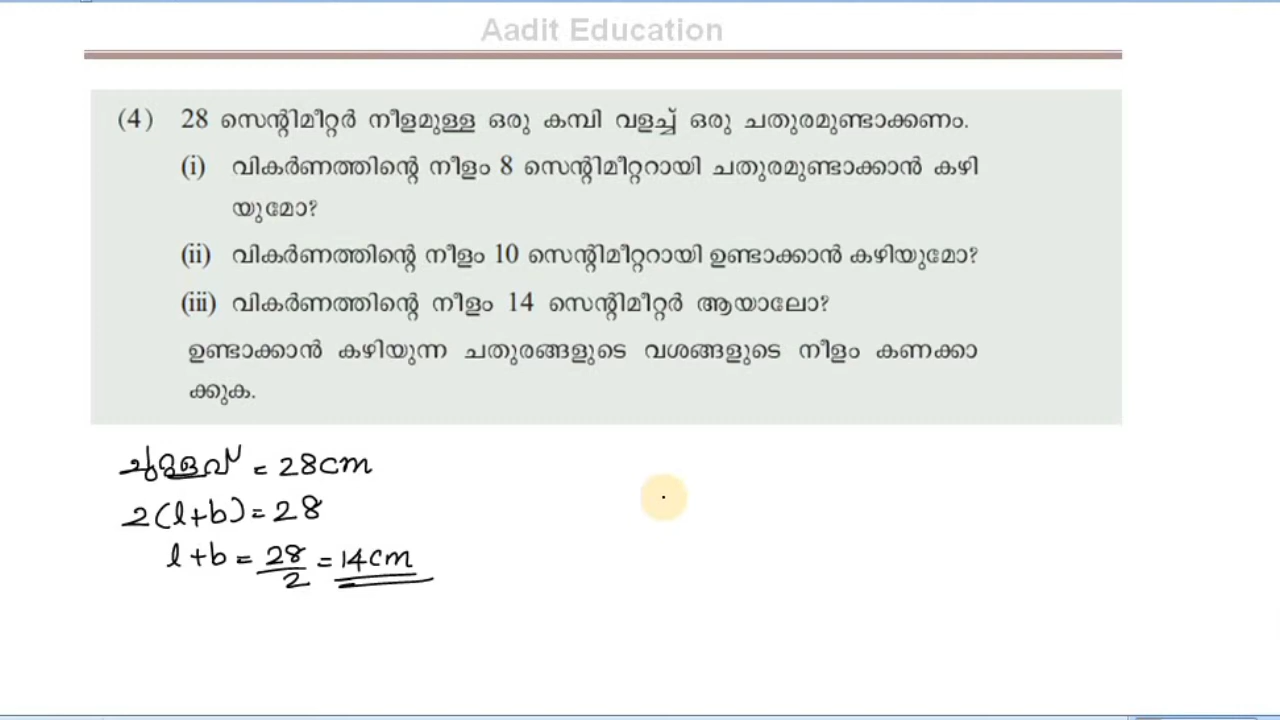 Aadit Education
(4) 28 സെന്റിമീറ്റർ നീളമുള്ള ഒരു കമ്പി വളച്ച് ഒരു ചതുരമുണ്ടാക്കണം.
(i) വികർണത്തിന്റെ നീളം 8 സെന്റിമീറ്ററായി ചതുരമുണ്ടാക്കാൻ കഴി
യുമോ?
(ii) വികർണത്തിന്റെ നീളം 10 സെന്റിമീറ്ററായി ഉണ്ടാക്കാൻ കഴിയുമോ?
(iii) വികർണത്തിന്റെ നീളം 14 സെന്റിമീറ്റർ ആയാലോ?
ഉണ്ടാക്കാൻ കഴിയുന്ന ചതുരങ്ങളുടെ വശങ്ങളുടെ നീളം കണക്കാ
ക്കുക.
ചുറ്റളവ് = 28cm
2(l+b) = 28
l+b = 28/2 = 14cm